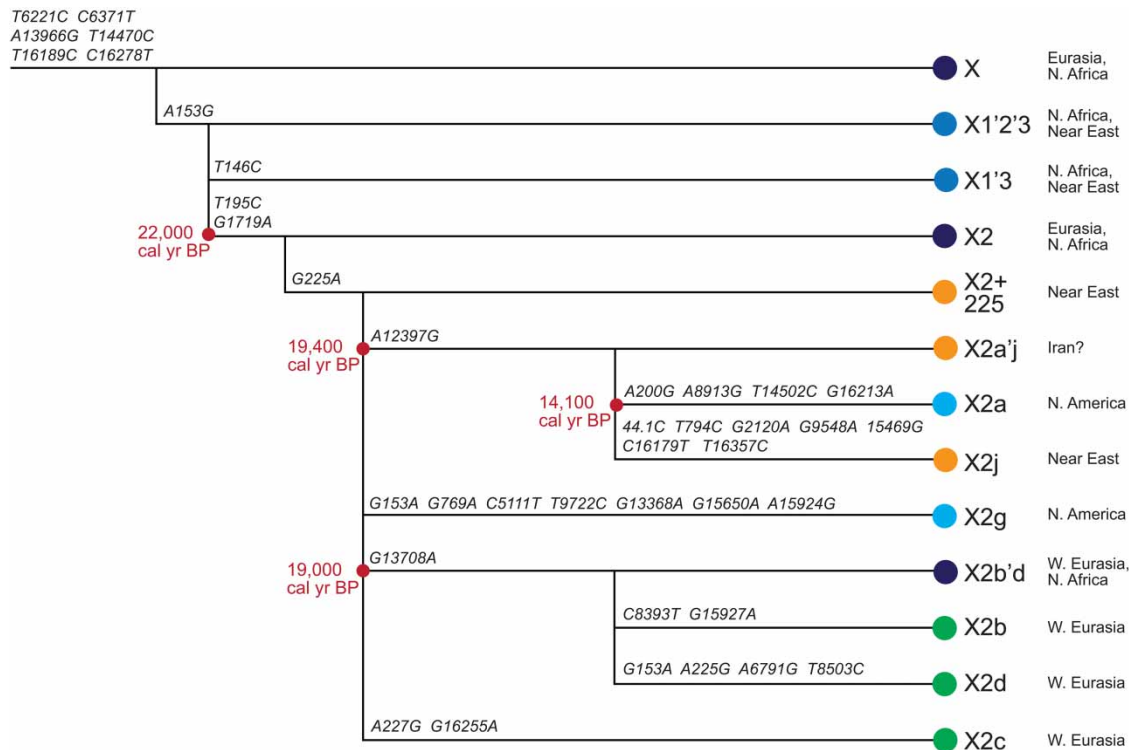 T6221C C6371T
A13966G T14470C
T16189C C16278T
X
Eurasia,
N. Africa
A153G
X1'2'3
N. Africa,
Near East
T146C
X1'3
N. Africa,
Near East
T195C
G1719A
22,000
cal yr BP
X2
Eurasia,
N. Africa
G225A
X2+
225
Near East
A12397G
19,400
cal yr BP
X2a'j
Iran?
A200G A8913G T14502C G16213A
14,100
cal yr BP
X2a
N. America
44.1C T794C G2120A G9548A 15469G
C16179T T16357C
X2j
Near East
G153A G769A C5111T T9722C G13368A G15650A A15924G
X2g
N. America
G13708A
19,000
cal yr BP
X2b'd
W. Eurasia,
N. Africa
C8393T G15927A
X2b
W. Eurasia
G153A A225G A6791G T8503C
X2d
W. Eurasia
A227G G16255A
X2c
W. Eurasia